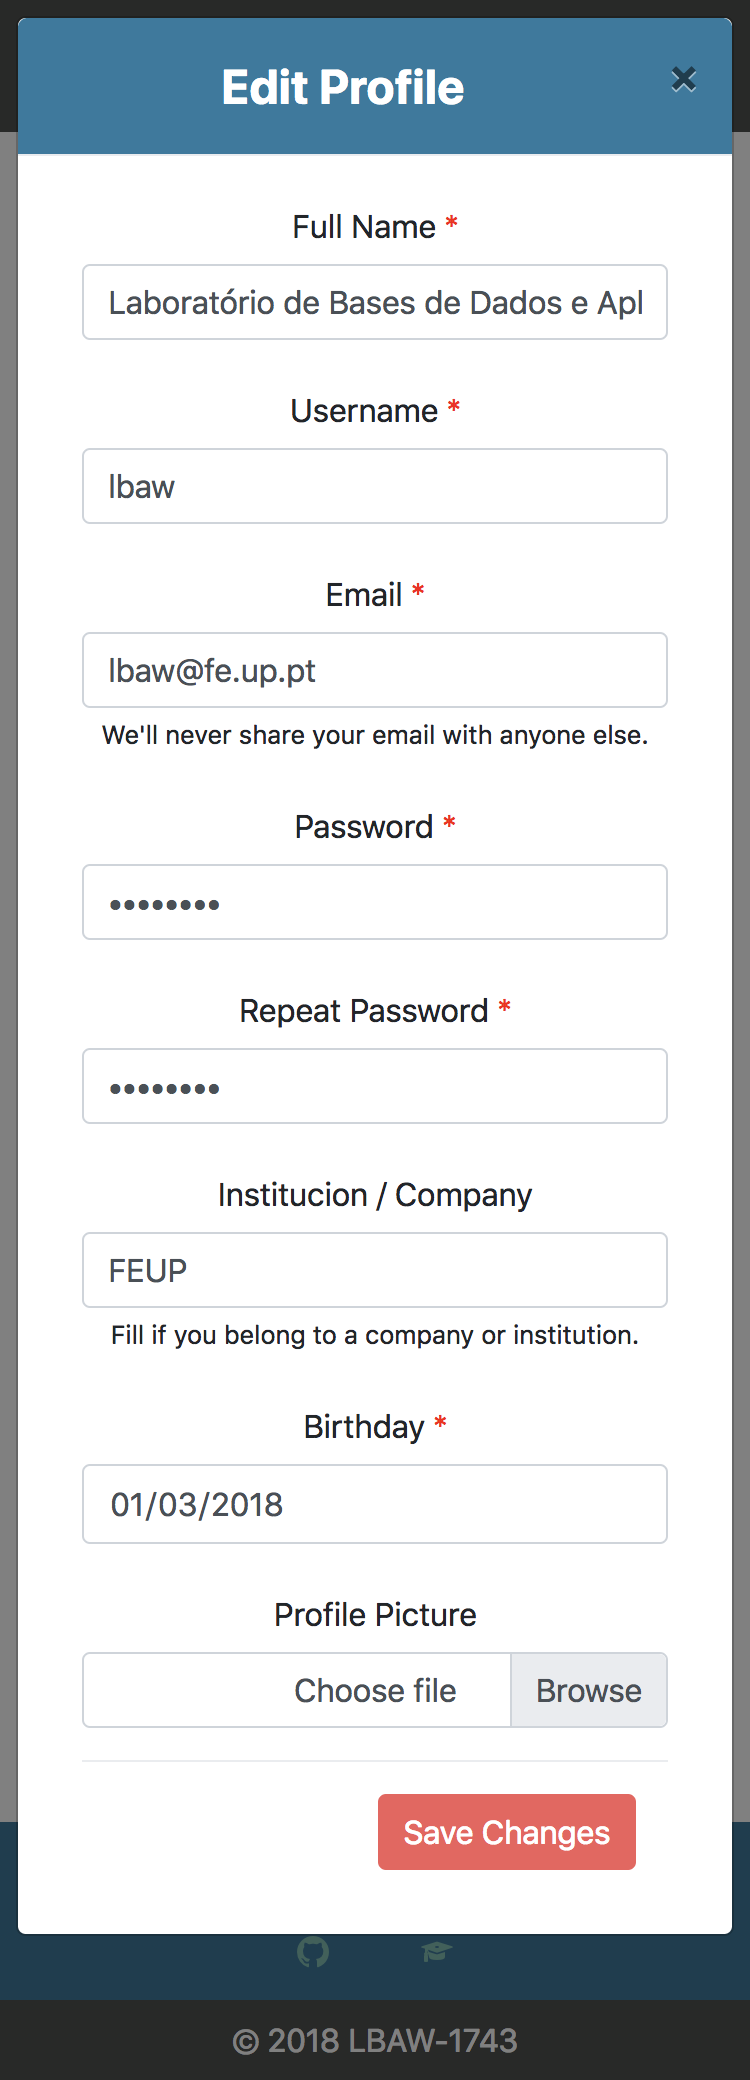 Edit Profile ×
Full Name *
Laboratório de Bases de Dados e Apl
Username *
lbaw
Email *
lbaw@fe.up.pt
We'll never share your email with anyone else.
Password *
••••••••
Repeat Password *
••••••••
Institucion / Company
FEUP
Fill if you belong to a company or institution.
Birthday *
01/03/2018
Profile Picture
Choose file Browse
Save Changes
© 2018 LBAW-1743